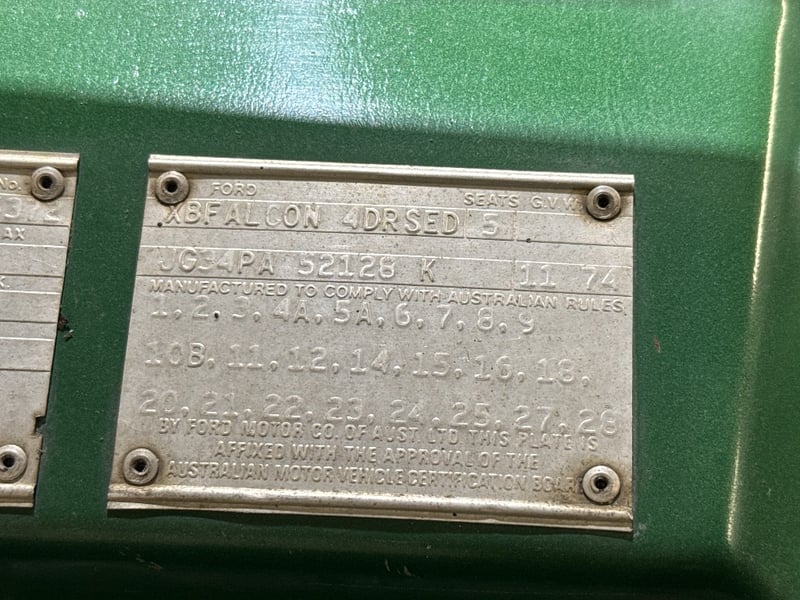 No.
AX
FORD SEATS G.V.W.
XBFALCON 4DRSED 5
JG34PA 52128 K 11 74
MANUFACTURED TO COMPLY WITH AUSTRALIAN RULES
1, 2, 3, 4A, 5A, 6, 7, 8, 9
10B, 11, 12, 14, 15, 16, 18,
20, 21, 22, 23, 24, 25, 27, 28
BY FORD MOTOR CO. OF AUST. LTD THIS PLATE IS
AFFIXED WITH THE APPROVAL OF THE
AUSTRALIAN MOTOR VEHICLE CERTIFICATION BOARD